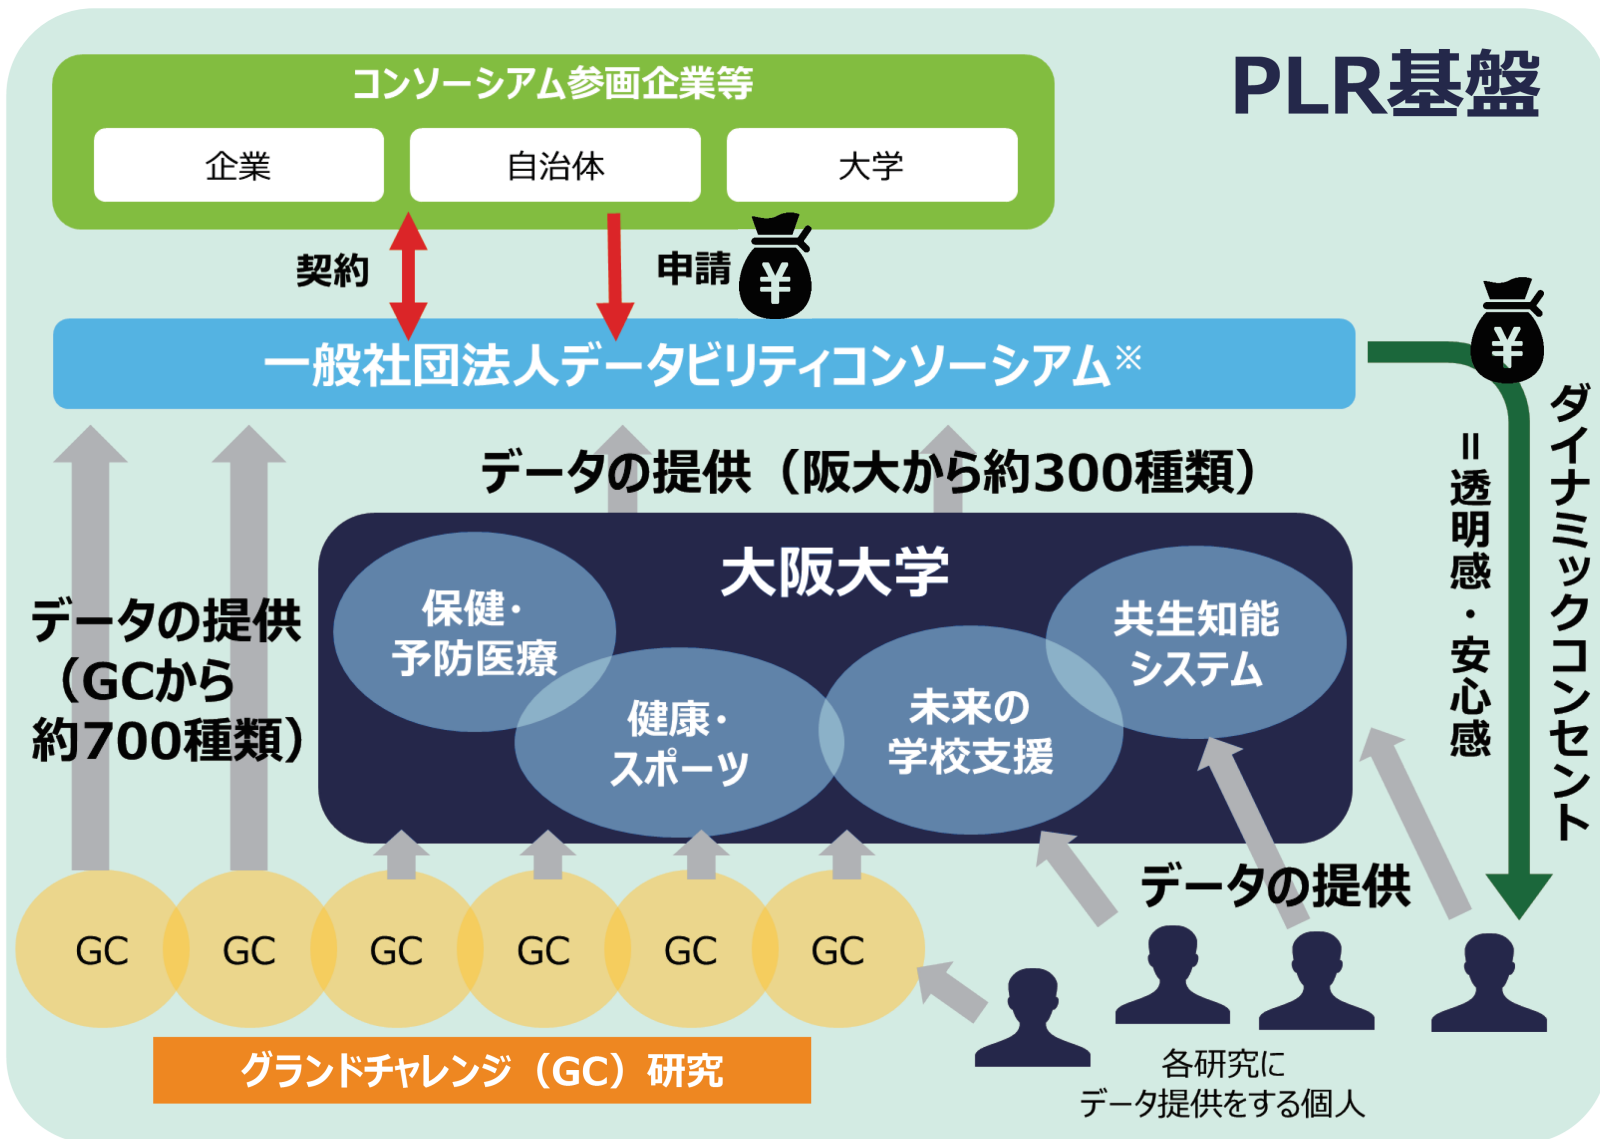 PLR基盤
コンソーシアム参画企業等
企業
自治体
大学
契約
申請
¥
一般社団法人データビリティコンソーシアム※
¥
ダイナミックコンセント
＝透明感・安心感
データの提供（阪大から約300種類）
データの提供
（GCから
約700種類）
大阪大学
保健・
予防医療
健康・
スポーツ
未来の
学校支援
共生知能
システム
データの提供
GC
GC
GC
GC
GC
GC
グランドチャレンジ（GC）研究
各研究に
データ提供をする個人